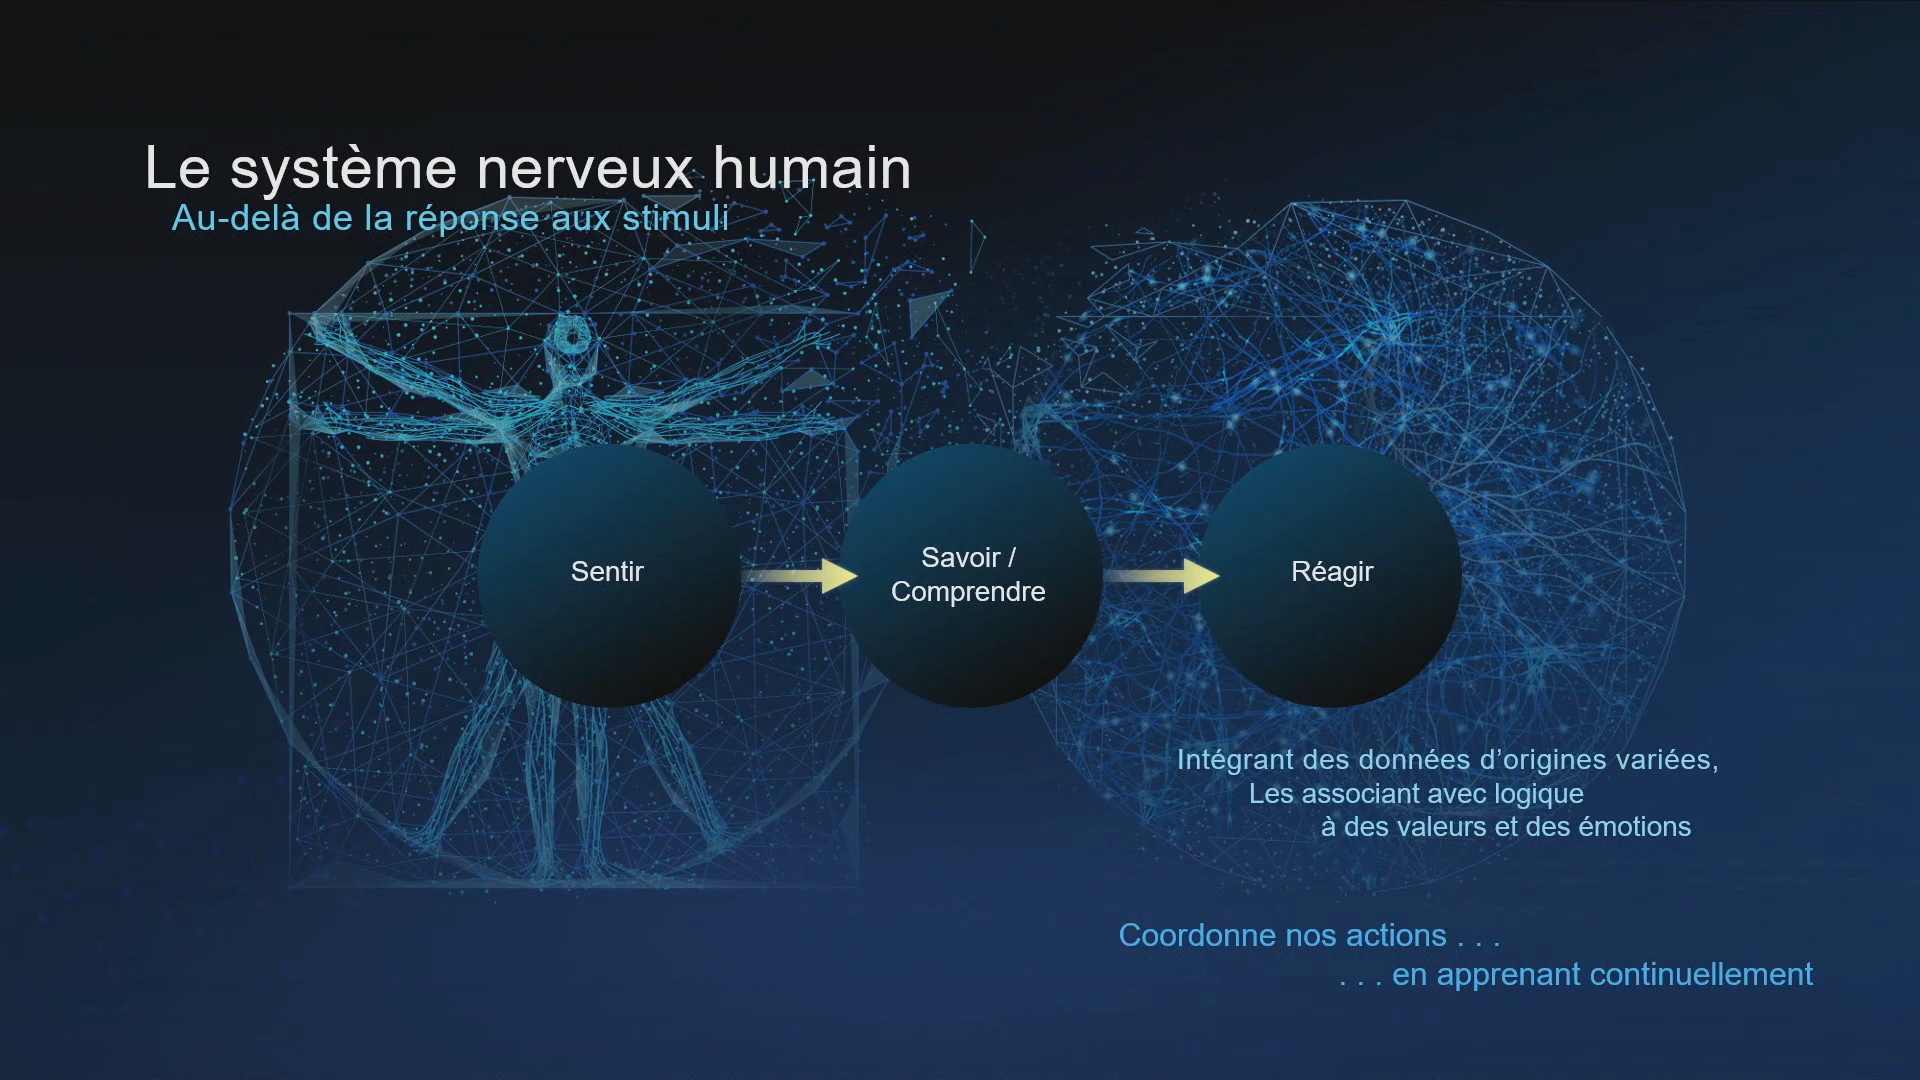 Le système nerveux humain
Au-delà de la réponse aux stimuli
Sentir
Savoir /
Comprendre
Réagir
Intégrant des données d’origines variées,
Les associant avec logique
à des valeurs et des émotions
Coordonne nos actions . . .
. . . en apprenant continuellement